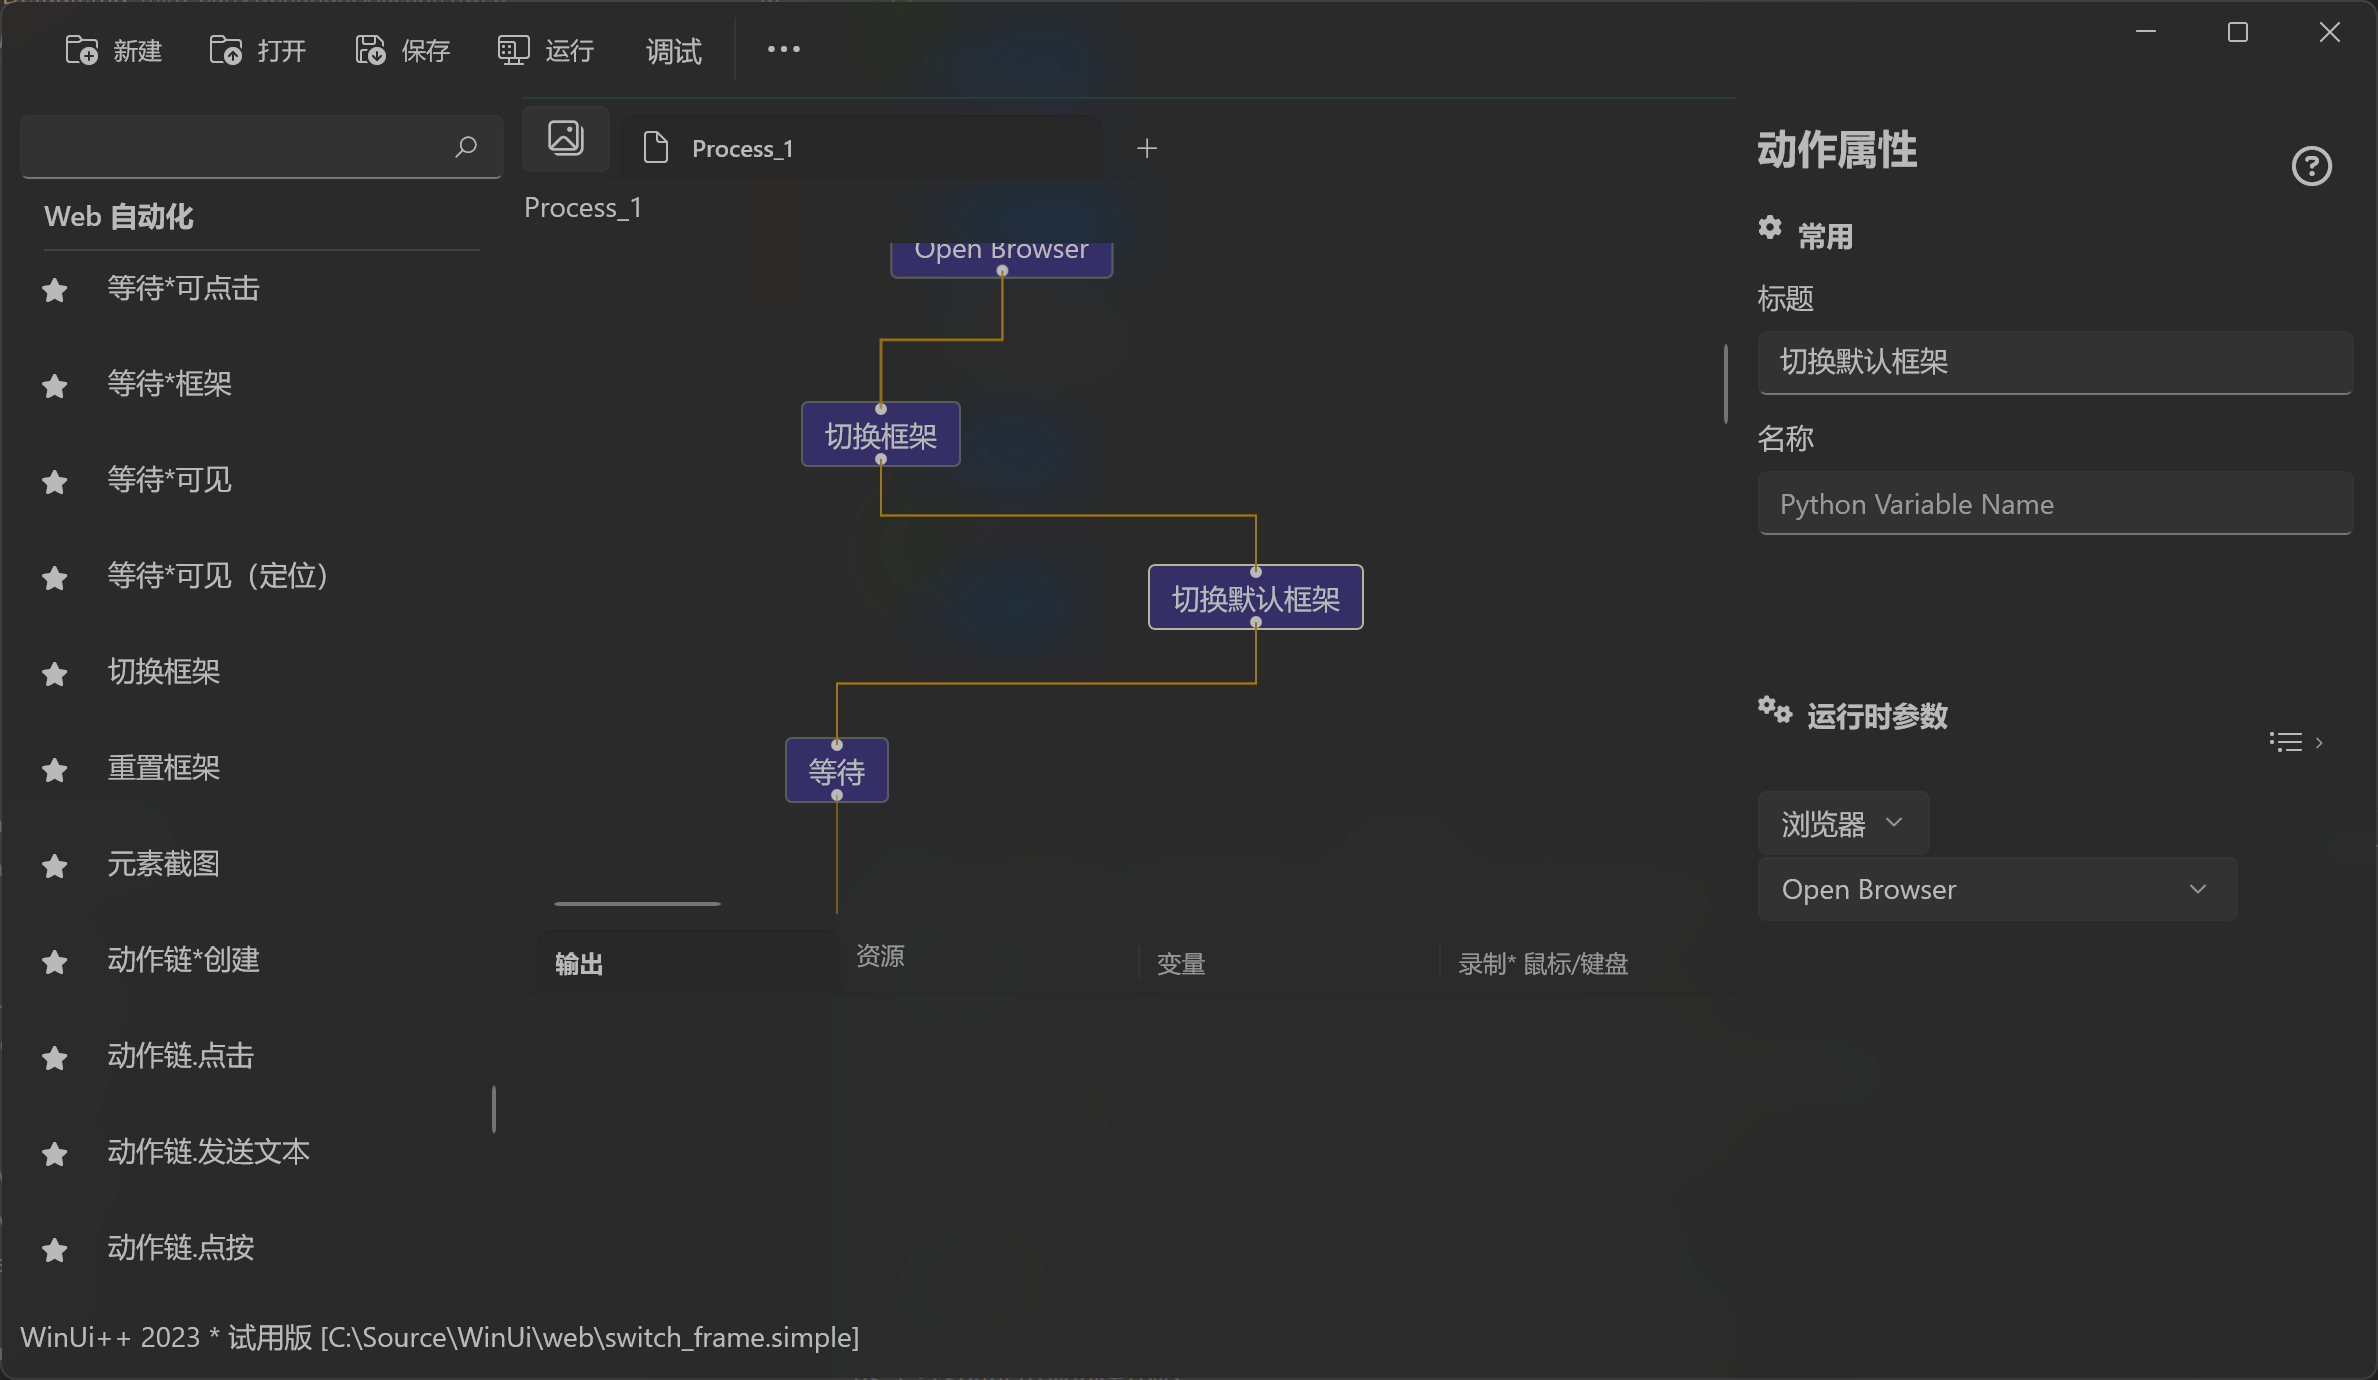 新建 打开 保存 运行 调试
Process_1
Web 自动化
等待*可点击
等待*框架
等待*可见
等待*可见（定位）
切换框架
重置框架
元素截图
动作链*创建
动作链.点击
动作链.发送文本
动作链.点按
Process_1
Open Browser
切换框架
切换默认框架
等待
输出 资源 变量 录制* 鼠标/键盘
动作属性
常用
标题
切换默认框架
名称
Python Variable Name
运行时参数
浏览器
Open Browser
WinUi++ 2023 * 试用版 [C:\Source\WinUi\web\switch_frame.simple]